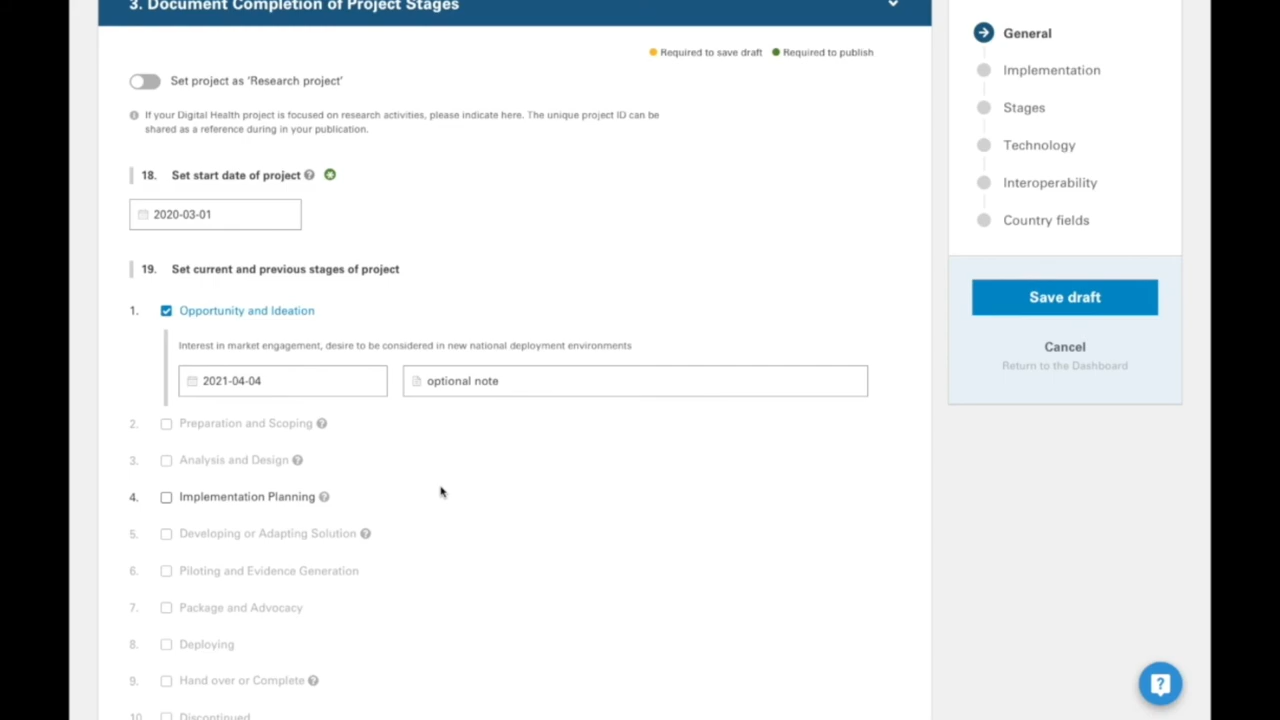 3. Document Completion of Project Stages
Required to save draft Required to publish
Set project as 'Research project'
If your Digital Health project is focused on research activities, please indicate here. The unique project ID can be
shared as a reference during in your publication.
18. Set start date of project
2020-03-01
19. Set current and previous stages of project
1. Opportunity and Ideation
Interest in market engagement, desire to be considered in new national deployment environments
2021-04-04 optional note
2. Preparation and Scoping
3. Analysis and Design
4. Implementation Planning
5. Developing or Adapting Solution
6. Piloting and Evidence Generation
7. Package and Advocacy
8. Deploying
9. Hand over or Complete
10. Discontinued
General
Implementation
Stages
Technology
Interoperability
Country fields
Save draft
Cancel
Return to the Dashboard